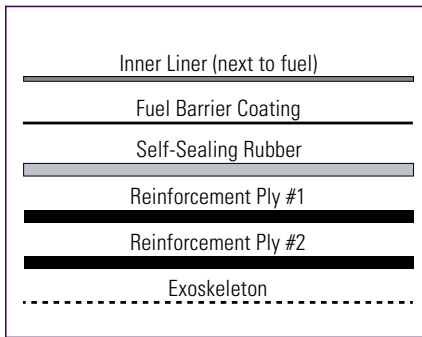 Inner Liner (next to fuel)
Fuel Barrier Coating
Self-Sealing Rubber
Reinforcement Ply #1
Reinforcement Ply #2
Exoskeleton